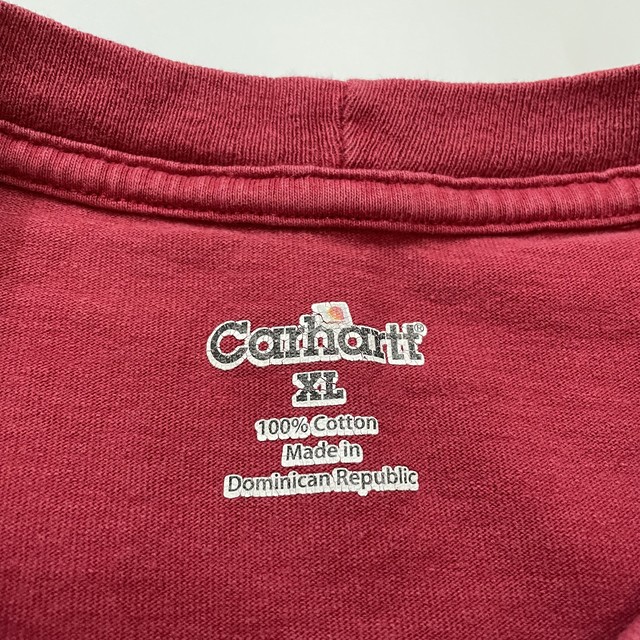 Carhartt®
XL
100% Cotton
Made in
Dominican Republic